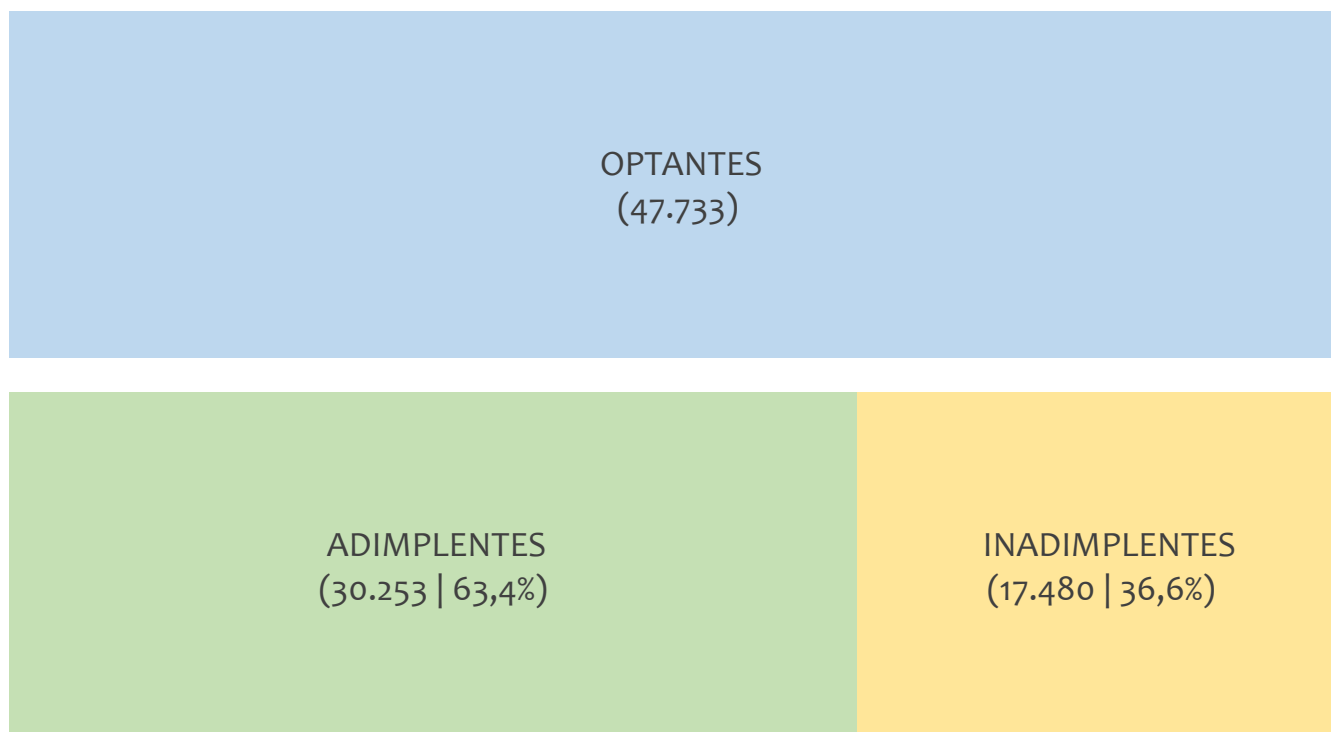 OPTANTES
(47.733)
ADIMPLENTES
(30.253 | 63,4%)
INADIMPLENTES
(17.480 | 36,6%)